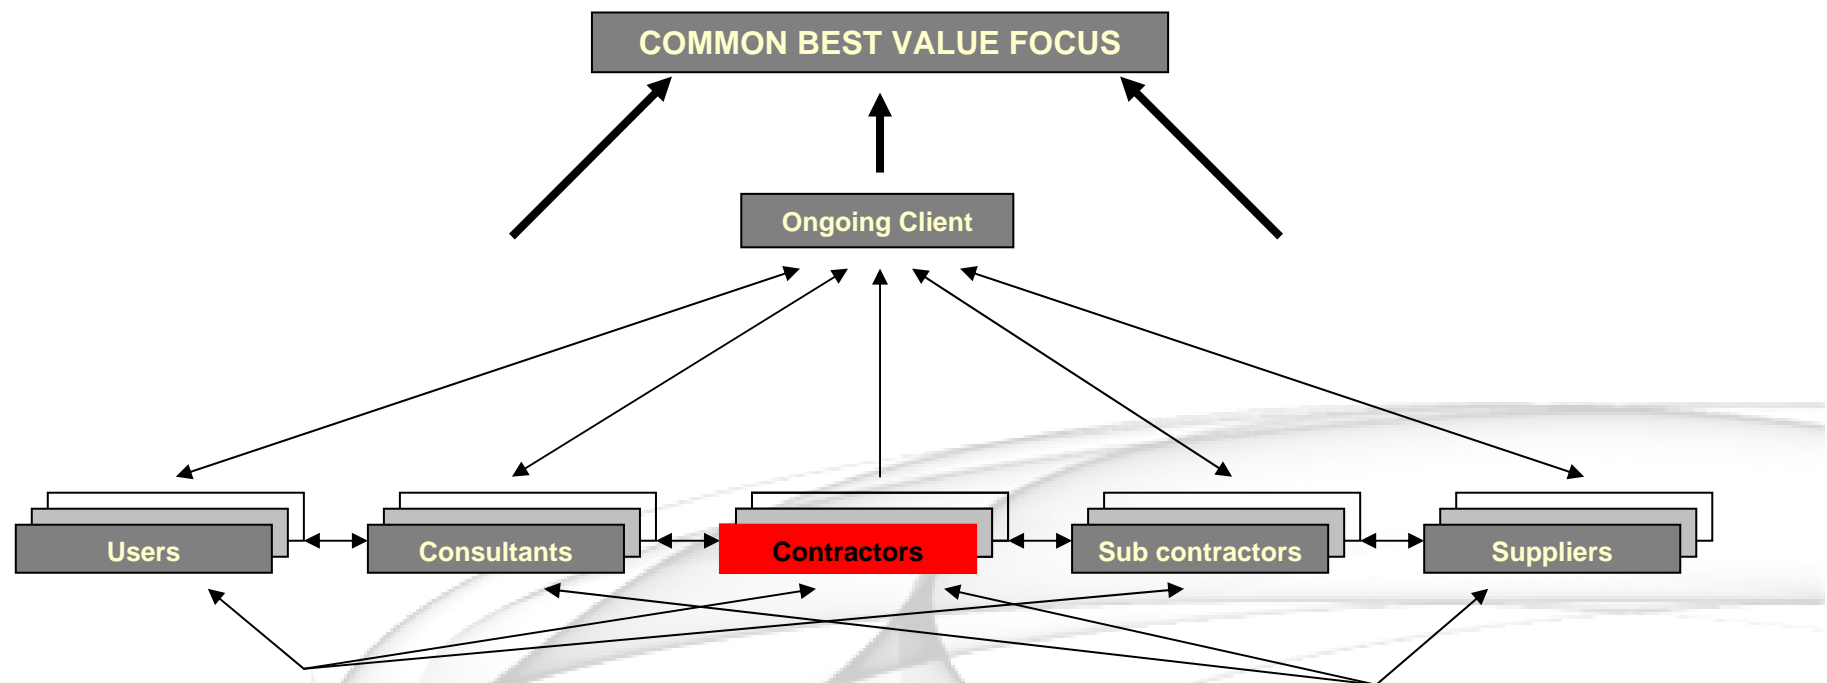 COMMON BEST VALUE FOCUS
Ongoing Client
Users
Consultants
Contractors
Sub contractors
Suppliers